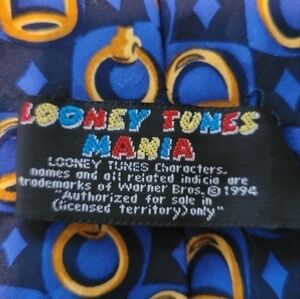 LOONEY TUNES
MANIA
LOONEY TUNES Characters,
names and all related indicia are
trademarks of Warner Bros. © 1994
"Authorized for sale in
(licensed territory) only"